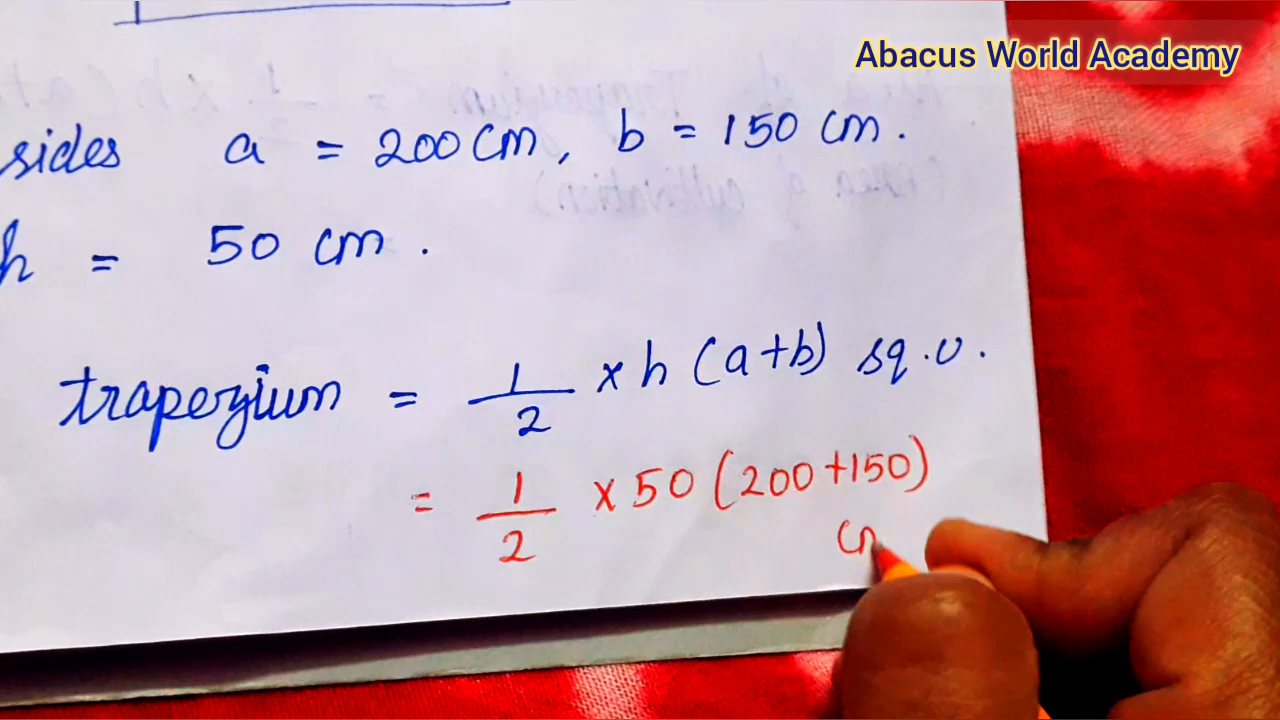 Abacus World Academy
sides a = 200 cm, b = 150 cm.
h = 50 cm.
trapezium = 1/2 × h (a+b) sq.u.
= 1/2 × 50 (200+150)